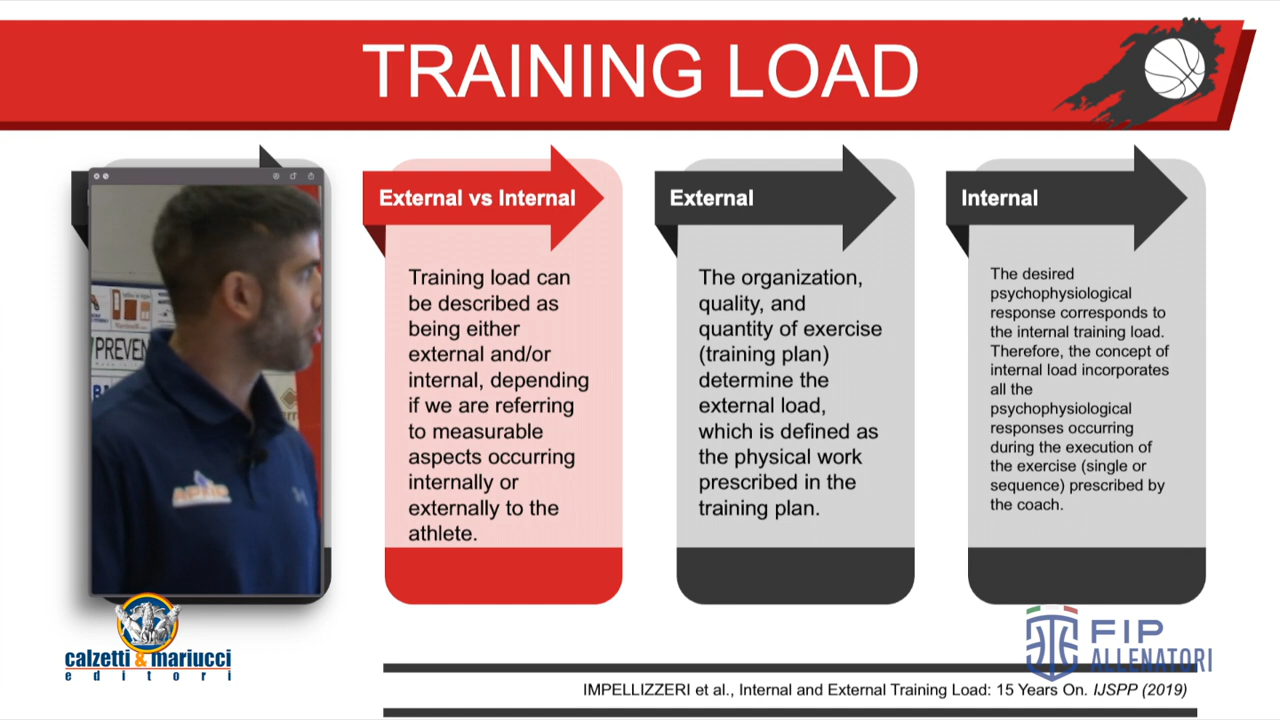 TRAINING LOAD
External vs Internal
Training load can
be described as
being either
external and/or
internal, depending
if we are referring
to measurable
aspects occurring
internally or
externally to the
athlete.
External
The organization,
quality, and
quantity of exercise
(training plan)
determine the
external load,
which is defined as
the physical work
prescribed in the
training plan.
Internal
The desired
psychophysiological
response corresponds to
the internal training load.
Therefore, the concept of
internal load incorporates
all the
psychophysiological
responses occurring
during the execution of
the exercise (single or
sequence) prescribed by
the coach.
PREVEN
calzetti & mariucci
editori
FIP
ALLENATORI
IMPELLIZZERI et al., Internal and External Training Load: 15 Years On. IJSPP (2019)